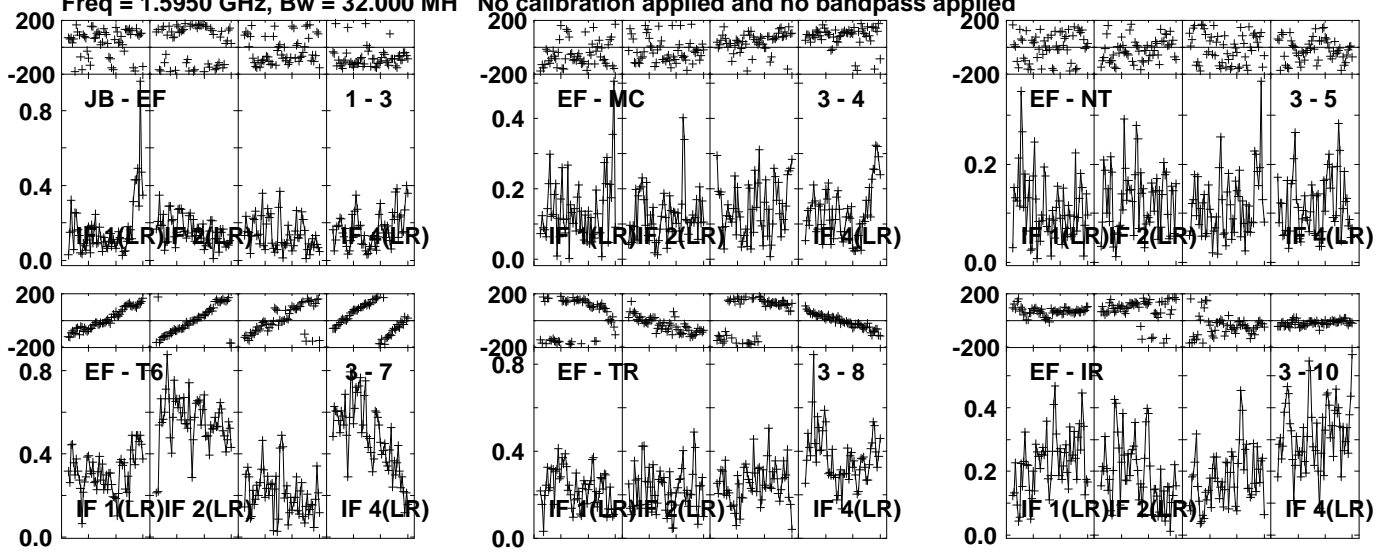 Freq = 1.5950 GHz, Bw = 32.000 MH No calibration applied and no bandpass applied
200
-200
JB - EF 1 - 3
0.8
0.4
0.0
IF 1(LR) IF 2(LR) IF 4(LR)
EF - MC 3 - 4
0.4
0.2
0.0
IF 1(LR) IF 2(LR) IF 4(LR)
200
-200
EF - NT 3 - 5
0.2
0.0
IF 1(LR) IF 2(LR) IF 4(LR)
200
-200
EF - T6 3 - 7
0.8
0.4
0.0
IF 1(LR) IF 2(LR) IF 4(LR)
200
-200
EF - TR 3 - 8
0.8
0.4
0.0
IF 1(LR) IF 2(LR) IF 4(LR)
200
-200
EF - IR 3 - 10
0.4
0.2
0.0
IF 1(LR) IF 2(LR) IF 4(LR)